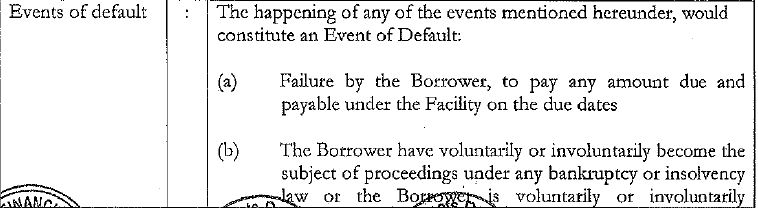 Events of default : The happening of any of the events mentioned hereunder, would
constitute an Event of Default:
(a) Failure by the Borrower, to pay any amount due and
payable under the Facility on the due dates
(b) The Borrower have voluntarily or involuntarily become the
subject of proceedings under any bankruptcy or insolvency
law or the Borrower is voluntarily or involuntarily